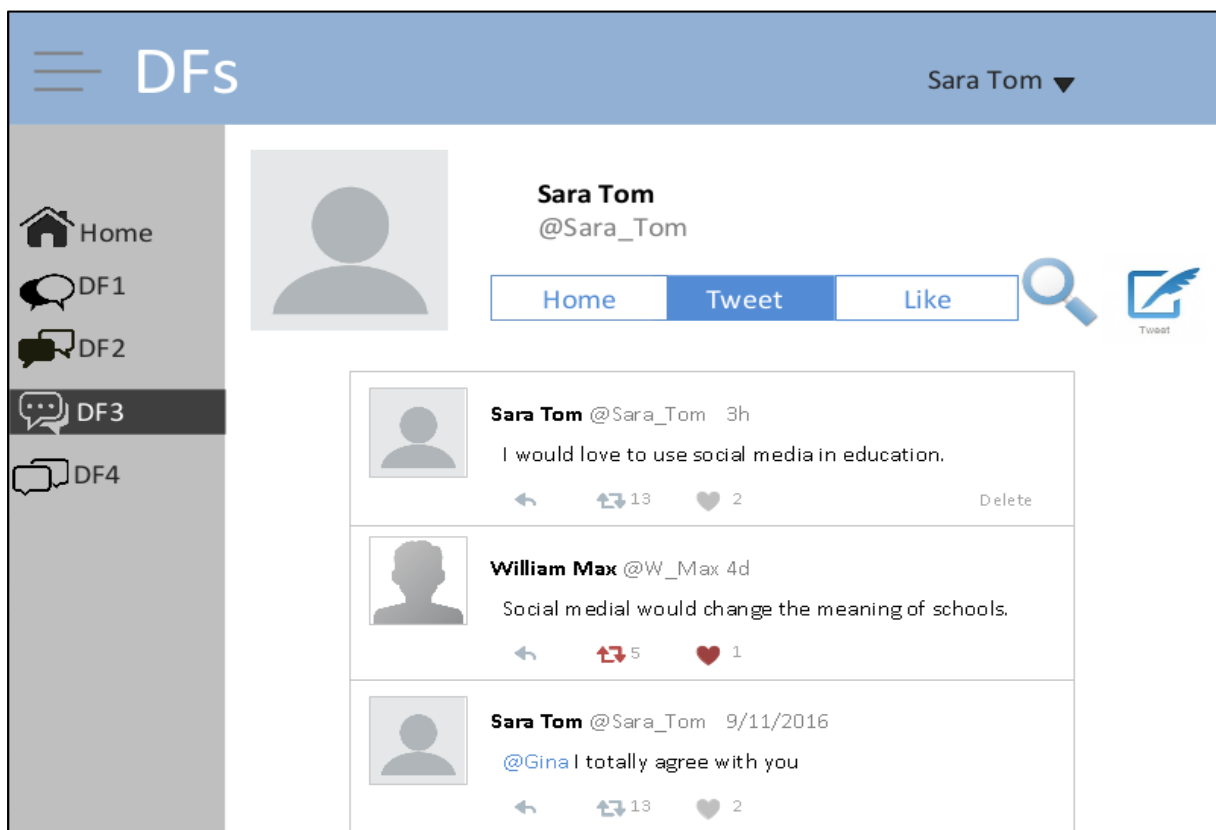 DFs
Sara Tom
Home
DF1
DF2
DF3
DF4
Sara Tom
@Sara_Tom
Home Tweet Like
Tweet
Sara Tom @Sara_Tom 3h
I would love to use social media in education.
13 2 Delete
William Max @W_Max 4d
Social medial would change the meaning of schools.
5 1
Sara Tom @Sara_Tom 9/11/2016
@Gina I totally agree with you
13 2